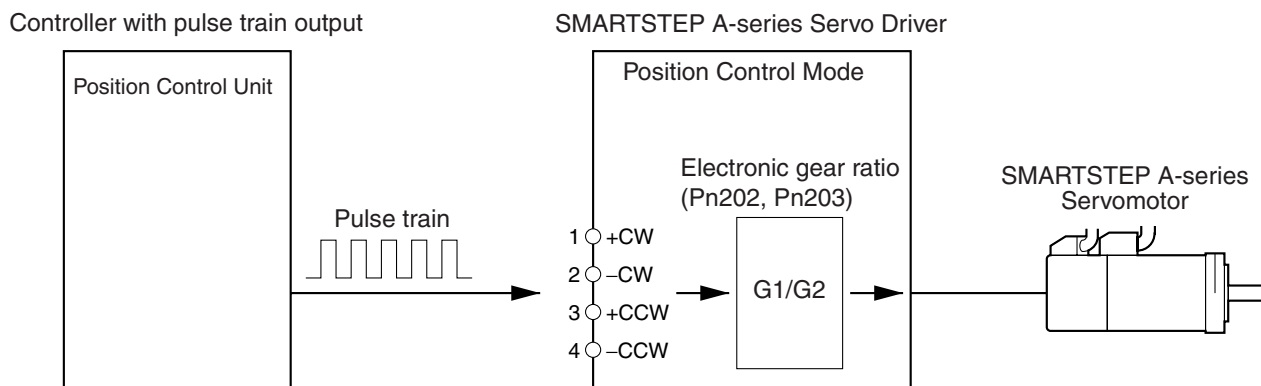 Controller with pulse train output
SMARTSTEP A-series Servo Driver
Position Control Unit
Position Control Mode
Electronic gear ratio
(Pn202, Pn203)
SMARTSTEP A-series
Servomotor
Pulse train
1 +CW
2 –CW
3 +CCW
4 –CCW
G1/G2